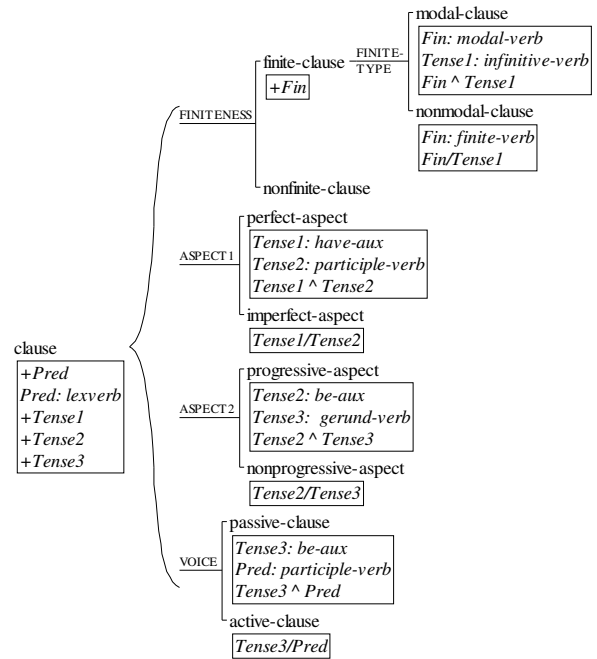 modal-clause
Fin: modal-verb
Tense1: infinitive-verb
Fin ^ Tense1
finite-clause
+Fin
FINITE-
TYPE
nonmodal-clause
Fin: finite-verb
Fin/Tense1
FINITENESS
nonfinite-clause
perfect-aspect
Tense1: have-aux
Tense2: participle-verb
Tense1 ^ Tense2
ASPECT1
imperfect-aspect
Tense1/Tense2
clause
+Pred
Pred: lexverb
+Tense1
+Tense2
+Tense3
progressive-aspect
Tense2: be-aux
Tense3: gerund-verb
Tense2 ^ Tense3
ASPECT2
nonprogressive-aspect
Tense2/Tense3
passive-clause
Tense3: be-aux
Pred: participle-verb
Tense3 ^ Pred
VOICE
active-clause
Tense3/Pred